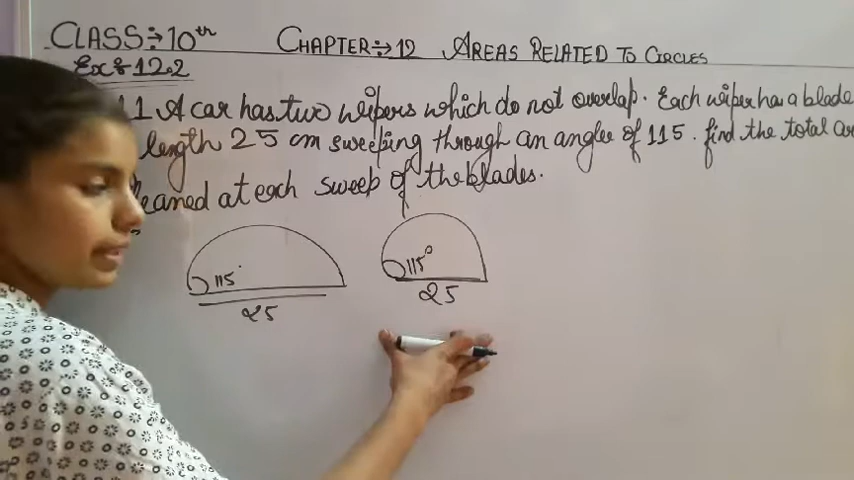 CLASS ÷ 10th CHAPTER ÷ 12 AREAS RELATED TO CIRCLES
Ex 12.2
11 A car has two wipers which do not overlap. Each wiper has a blade
length 25 cm sweeping through an angle of 115. find the total
at each sweep of the blades.
115°
115°
25
25